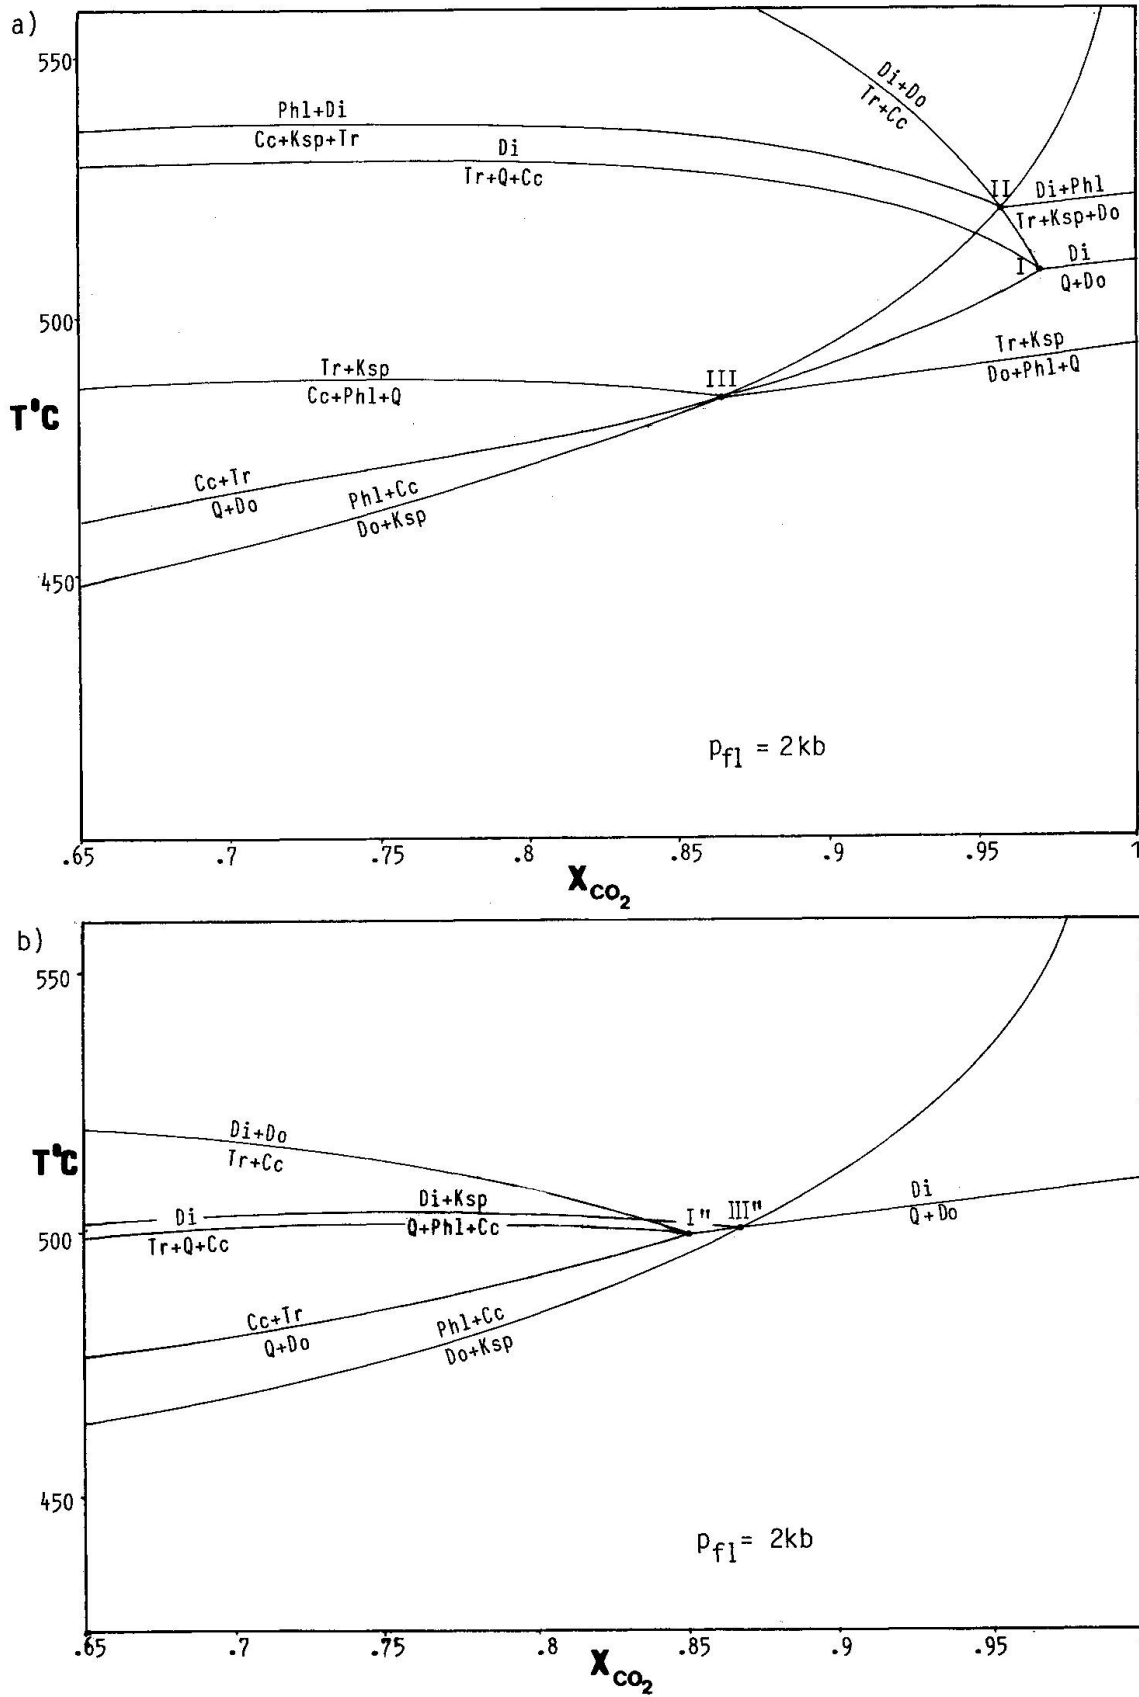 a)
550
Di+Do
Tr+Cc
Phl+Di
Cc+Ksp+Tr
Di
Tr+Q+Cc
II
Di+Phl
Tr+Ksp+Do
I
Di
Q+Do
500
Tr+Ksp
Cc+Phl+Q
III
Tr+Ksp
Do+Phl+Q
T°C
Cc+Tr
Q+Do
Phl+Cc
Do+Ksp
450
pfl = 2kb
.65
.7
.75
.8
.85
.9
.95
1
XCO2
b)
550
Di+Do
Tr+Cc
T°C
Di
Tr+Q+Cc
Di+Ksp
Q+Phl+Cc
I"
III"
Di
Q+Do
500
Cc+Tr
Q+Do
Phl+Cc
Do+Ksp
450
pfl= 2kb
.65
.7
.75
.8
.85
.9
.95
XCO2